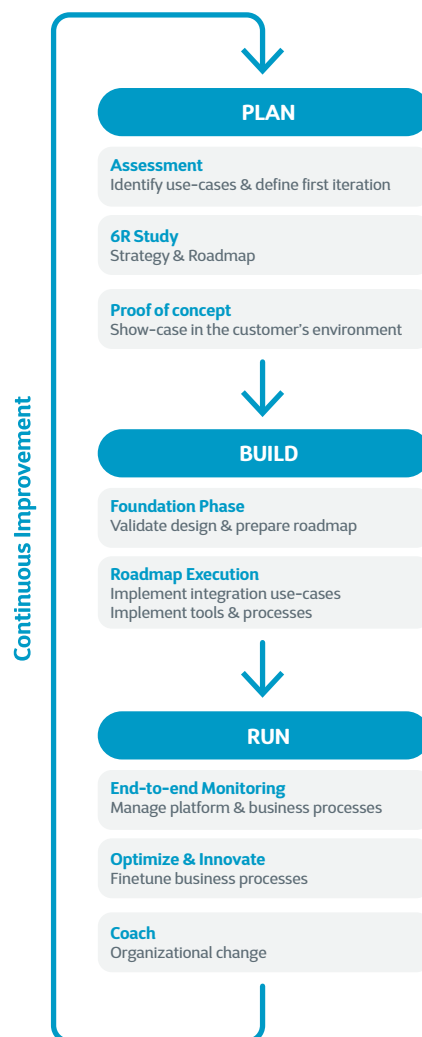 PLAN
Assessment
Identify use-cases & define first iteration
6R Study
Strategy & Roadmap
Proof of concept
Show-case in the customer's environment
Continuous Improvement
BUILD
Foundation Phase
Validate design & prepare roadmap
Roadmap Execution
Implement integration use-cases
Implement tools & processes
RUN
End-to-end Monitoring
Manage platform & business processes
Optimize & Innovate
Finetune business processes
Coach
Organizational change